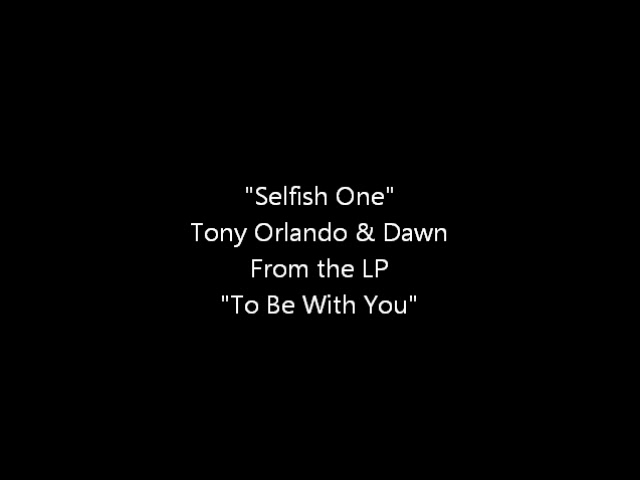 "Selfish One"
Tony Orlando & Dawn
From the LP
"To Be With You"